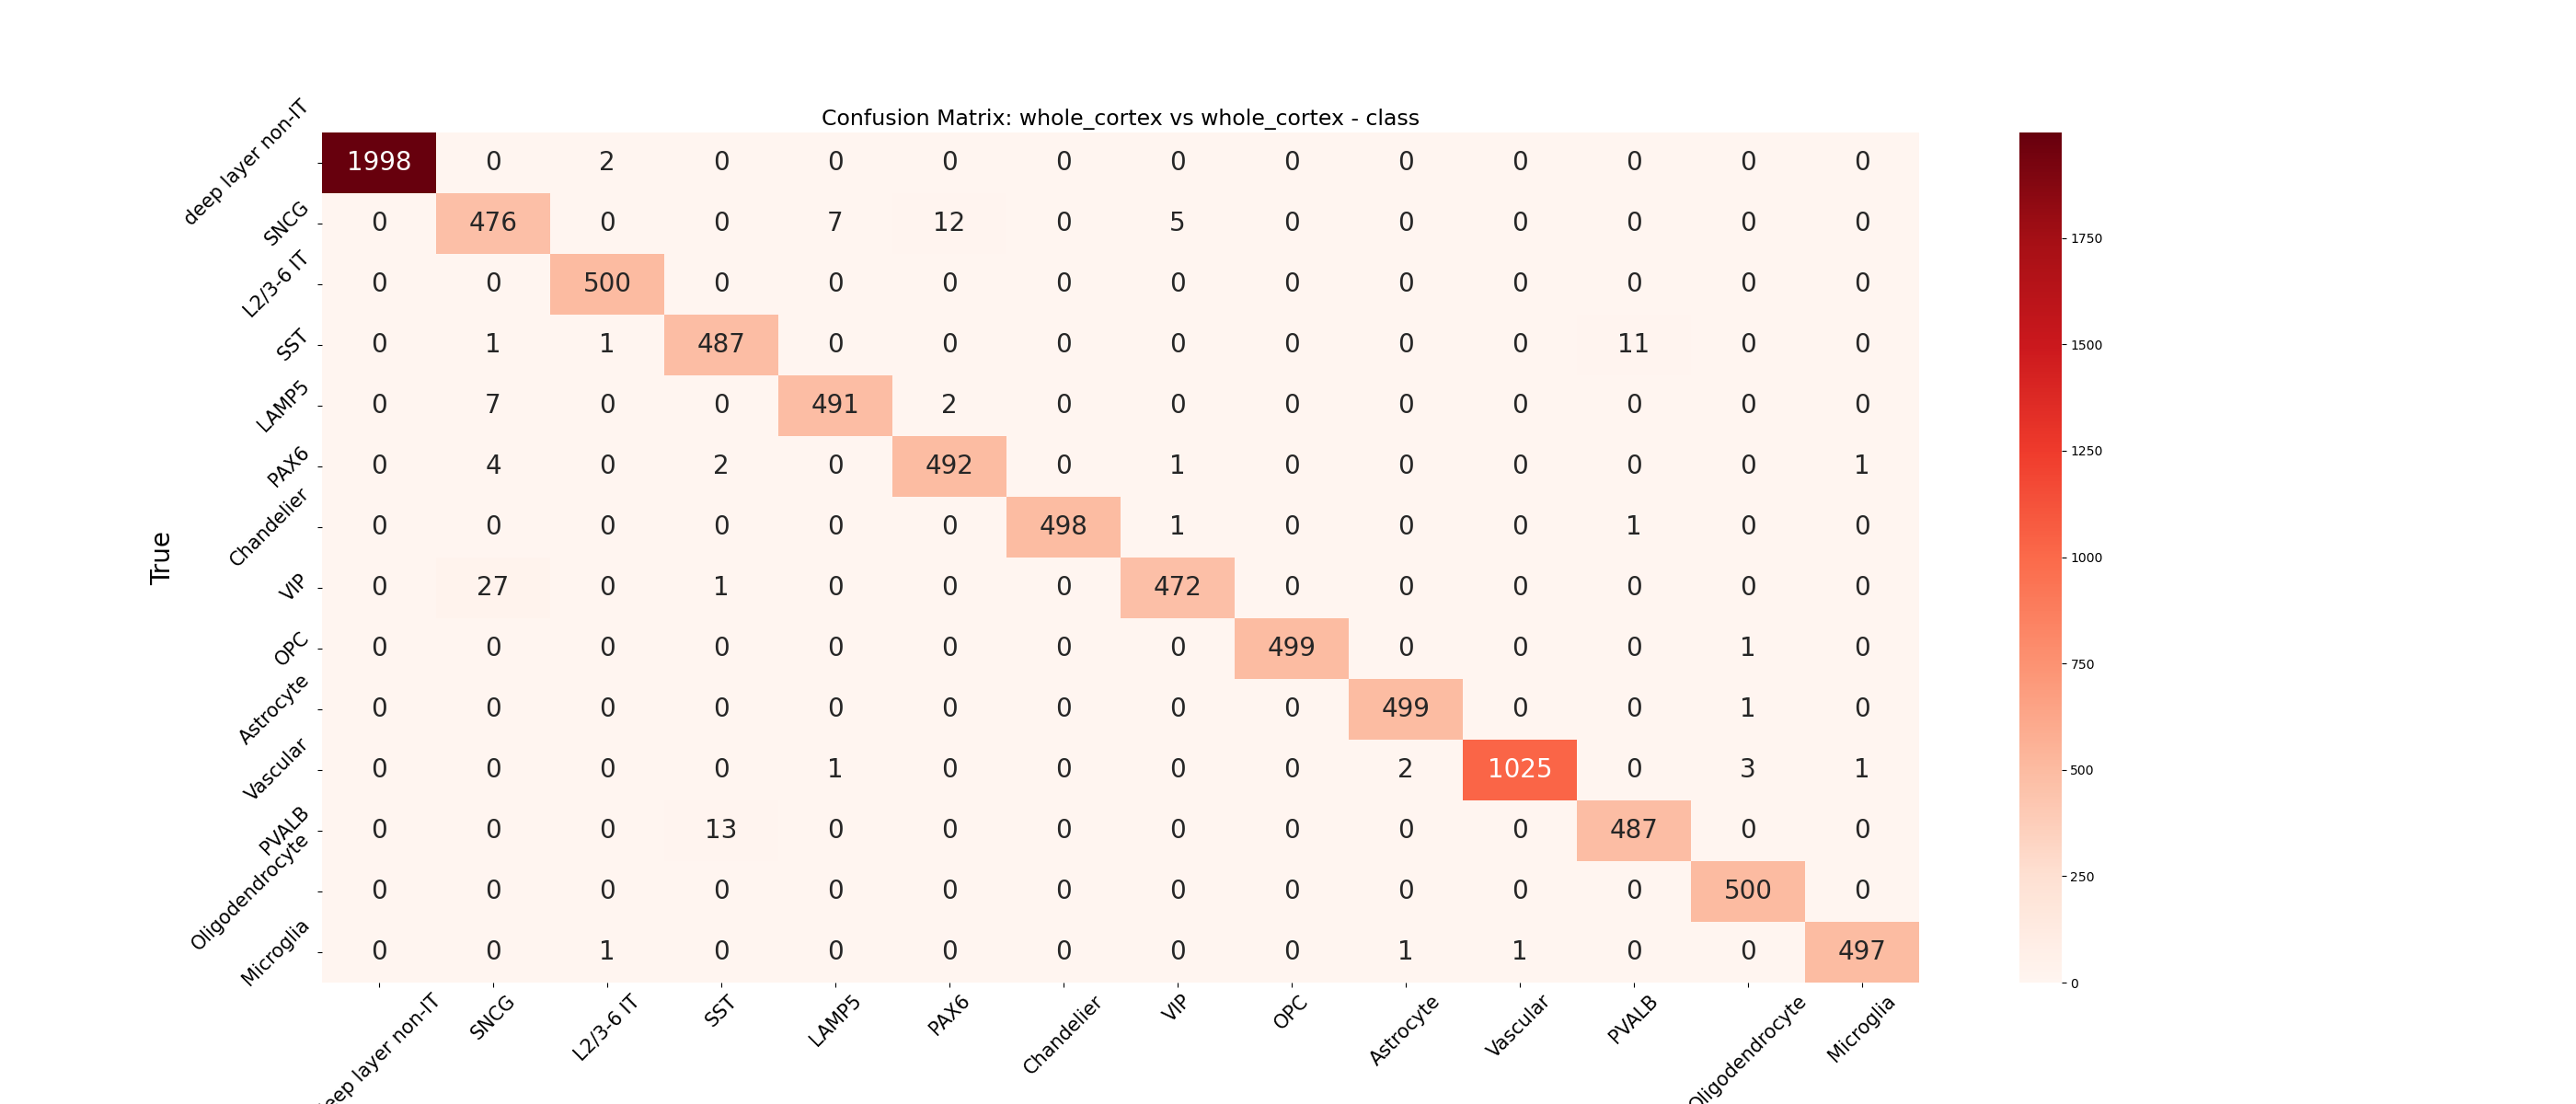 Confusion Matrix: whole_cortex vs whole_cortex - class
True
deep layer non-IT 1998 0 2 0 0 0 0 0 0 0 0 0 0 0
SNCG 0 476 0 0 7 12 0 5 0 0 0 0 0 0
L2/3-6 IT 0 0 500 0 0 0 0 0 0 0 0 0 0 0
SST 0 1 1 487 0 0 0 0 0 0 0 11 0 0
LAMP5 0 7 0 0 491 2 0 0 0 0 0 0 0 0
PAX6 0 4 0 2 0 492 0 1 0 0 0 0 0 1
Chandelier 0 0 0 0 0 0 498 1 0 0 0 1 0 0
VIP 0 27 0 1 0 0 0 472 0 0 0 0 0 0
OPC 0 0 0 0 0 0 0 0 499 0 0 0 1 0
Astrocyte 0 0 0 0 0 0 0 0 0 499 0 0 1 0
Vascular 0 0 0 0 1 0 0 0 0 2 1025 0 3 1
PVALB 0 0 0 13 0 0 0 0 0 0 0 487 0 0
Oligodendrocyte 0 0 0 0 0 0 0 0 0 0 0 0 500 0
Microglia 0 0 1 0 0 0 0 0 0 1 1 0 0 497
eep layer non-IT SNCG L2/3-6 IT SST LAMP5 PAX6 Chandelier VIP OPC Astrocyte Vascular PVALB Oligodendrocyte Microglia
1750
1500
1250
1000
750
500
250
0